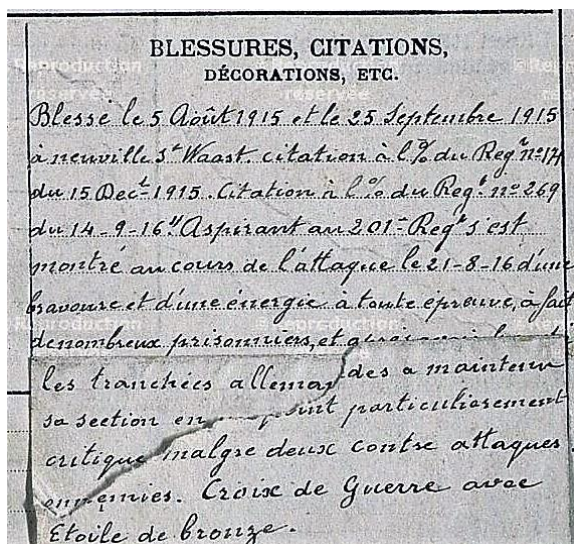 BLESSURES, CITATIONS,
DÉCORATIONS, ETC.
Blessé le 5 Août 1915 et le 25 Septembre 1915
à neuville St Waast. citation à l'% du Regt no 17
du 15 Dect 1915. Citation à l'% du Regt no 269
du 14-9-16 "Aspirant au 201e Regt s'est
montré au cours de l'attaque le 21-8-16 d'une
bravoure et d'une énergie à toute épreuve, à fait
de nombreux prisonniers, et
les tranchées allemandes a maintenu
sa section en point particulièrement
critique malgré deux contre attaques
ennemies. Croix de Guerre avec
Etoile de bronze.